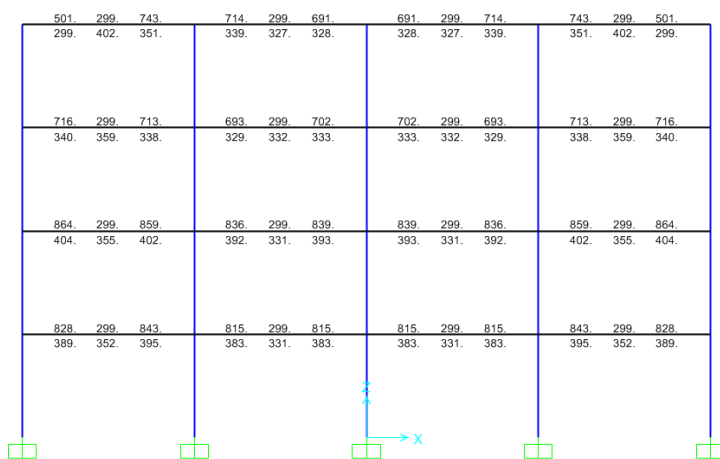 501. 299. 743. 714. 299. 691. 691. 299. 714. 743. 299. 501.
299. 402. 351. 339. 327. 328. 328. 327. 339. 351. 402. 299.
716. 299. 713. 693. 299. 702. 702. 299. 693. 713. 299. 716.
340. 359. 338. 329. 332. 333. 333. 332. 329. 338. 359. 340.
864. 299. 859. 836. 299. 839. 839. 299. 836. 859. 299. 864.
404. 355. 402. 392. 331. 393. 393. 331. 392. 402. 355. 404.
828. 299. 843. 815. 299. 815. 815. 299. 815. 843. 299. 828.
389. 352. 395. 383. 331. 383. 383. 331. 383. 395. 352. 389.
Z
X